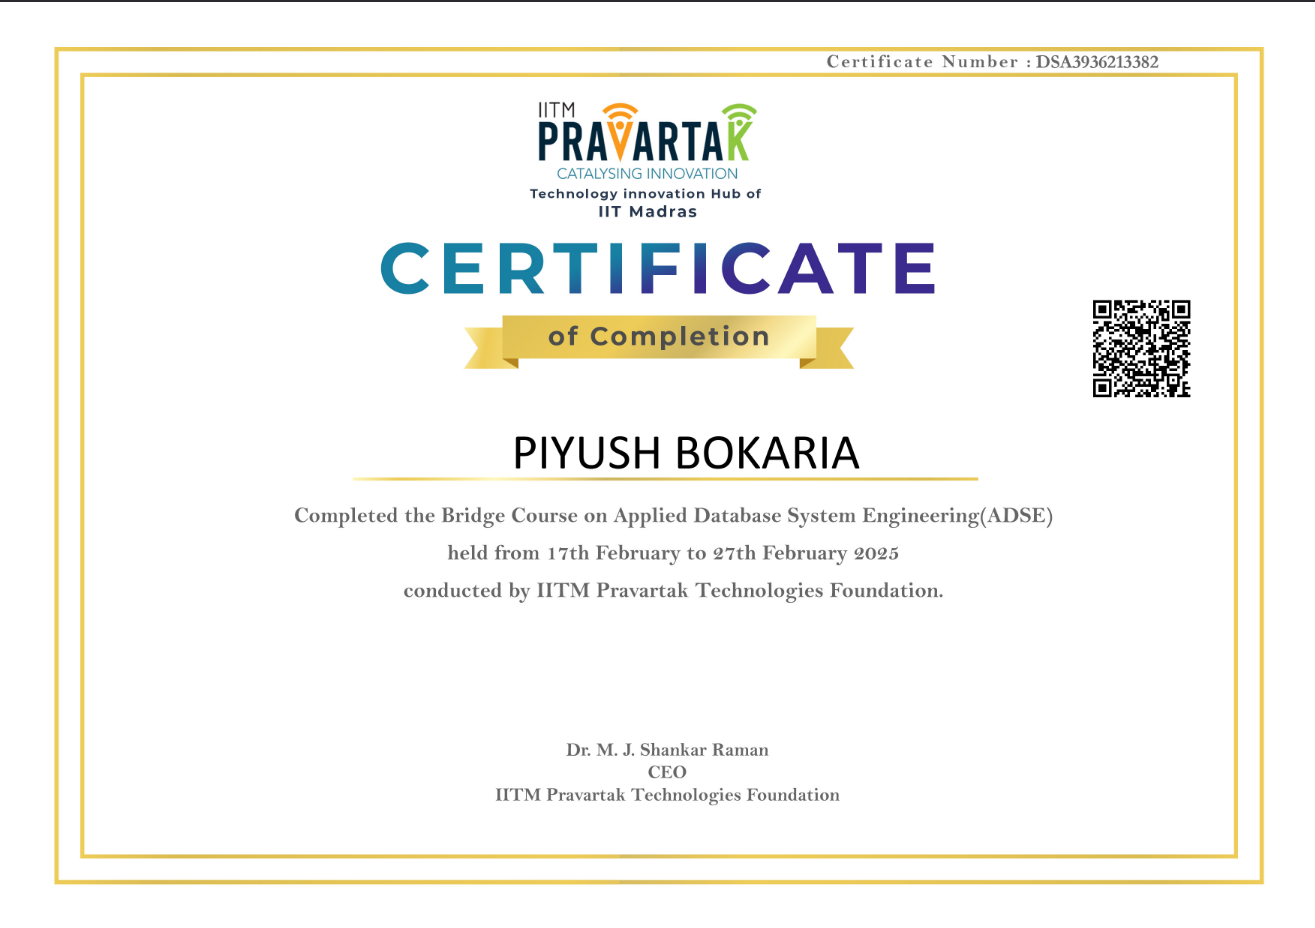 Certificate Number : DSA3936213382
IITM
PRAVARTAK
CATALYSING INNOVATION
Technology innovation Hub of
IIT Madras
CERTIFICATE
of Completion
PIYUSH BOKARIA
Completed the Bridge Course on Applied Database System Engineering(ADSE)
held from 17th February to 27th February 2025
conducted by IITM Pravartak Technologies Foundation.
Dr. M. J. Shankar Raman
CEO
IITM Pravartak Technologies Foundation